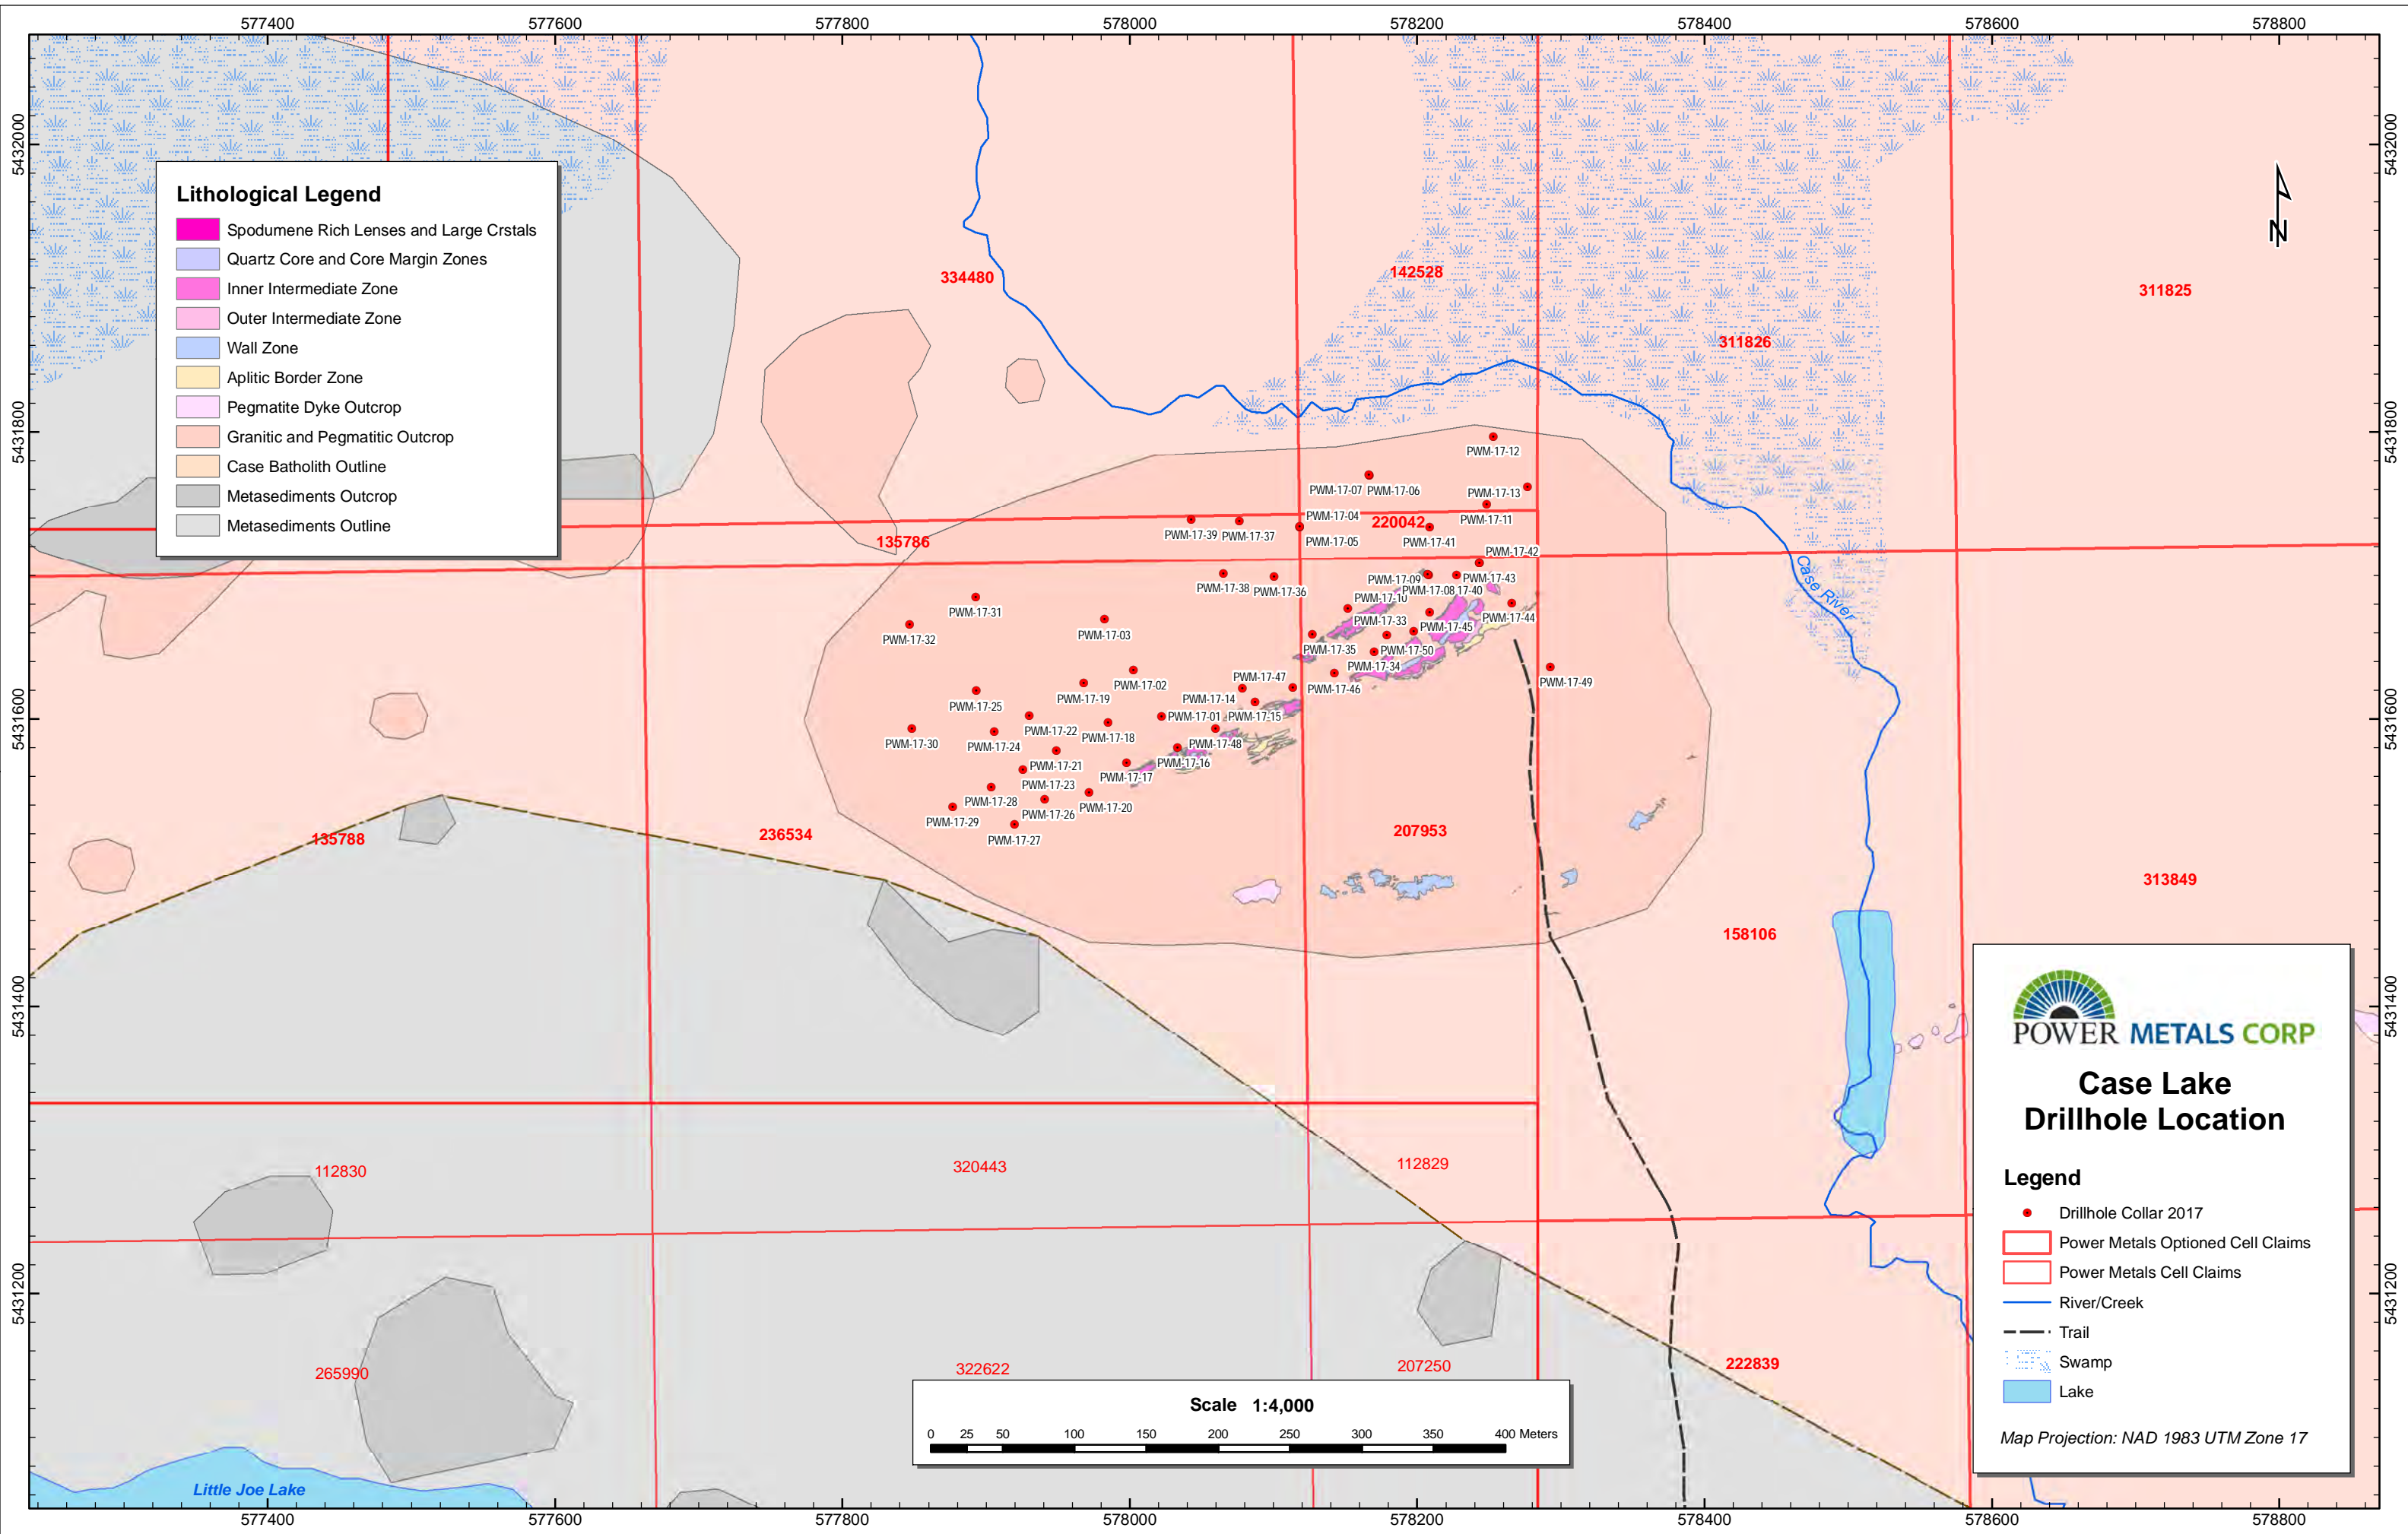 577400 577600 577800 578000 578200 578400 578600 578800
5432000
5431800
5431600
5431400
5431200
Lithological Legend
Spodumene Rich Lenses and Large Crstals
Quartz Core and Core Margin Zones
Inner Intermediate Zone
Outer Intermediate Zone
Wall Zone
Aplitic Border Zone
Pegmatite Dyke Outcrop
Granitic and Pegmatitic Outcrop
Case Batholith Outline
Metasediments Outcrop
Metasediments Outline
334480
142528
311825
311826
N
PWM-17-12
PWM-17-07 PWM-17-06
PWM-17-13
PWM-17-04
PWM-17-11
220042
135786
PWM-17-39 PWM-17-37
PWM-17-05
PWM-17-41
PWM-17-42
PWM-17-09
PWM-17-43
PWM-17-38
PWM-17-36
PWM-17-08 17-40
PWM-17-10
PWM-17-31
PWM-17-44
PWM-17-33
PWM-17-45
PWM-17-32
PWM-17-03
PWM-17-35
PWM-17-50
PWM-17-34
Case River
PWM-17-47
PWM-17-49
PWM-17-02
PWM-17-46
PWM-17-19
PWM-17-14
PWM-17-25
PWM-17-01
PWM-17-15
PWM-17-22
PWM-17-18
PWM-17-30
PWM-17-24
PWM-17-48
PWM-17-21
PWM-17-16
PWM-17-17
PWM-17-23
PWM-17-28
PWM-17-20
PWM-17-26
PWM-17-29
PWM-17-27
135788
236534
207953
313849
158106
112830
320443
112829
265990
322622
207250
222839
Little Joe Lake
Scale 1:4,000
0 25 50 100 150 200 250 300 350 400 Meters
POWER METALS CORP
Case Lake
Drillhole Location
Legend
Drillhole Collar 2017
Power Metals Optioned Cell Claims
Power Metals Cell Claims
River/Creek
Trail
Swamp
Lake
Map Projection: NAD 1983 UTM Zone 17
5432000
5431800
5431600
5431400
5431200
577400 577600 577800 578000 578200 578400 578600 578800